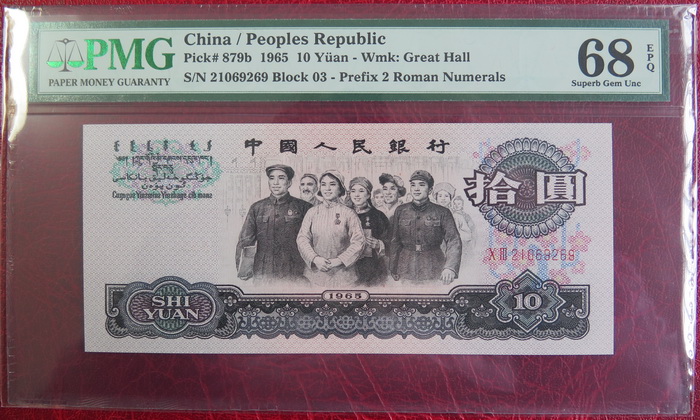 PMG
PAPER MONEY GUARANTY
China / Peoples Republic
Pick# 879b 1965 10 Yüan - Wmk: Great Hall
S/N 21069269 Block 03 - Prefix 2 Roman Numerals
68 EPQ
Superb Gem Unc
中國人民銀行
拾圓
X III 21069269
1965
SHI
YUAN
10